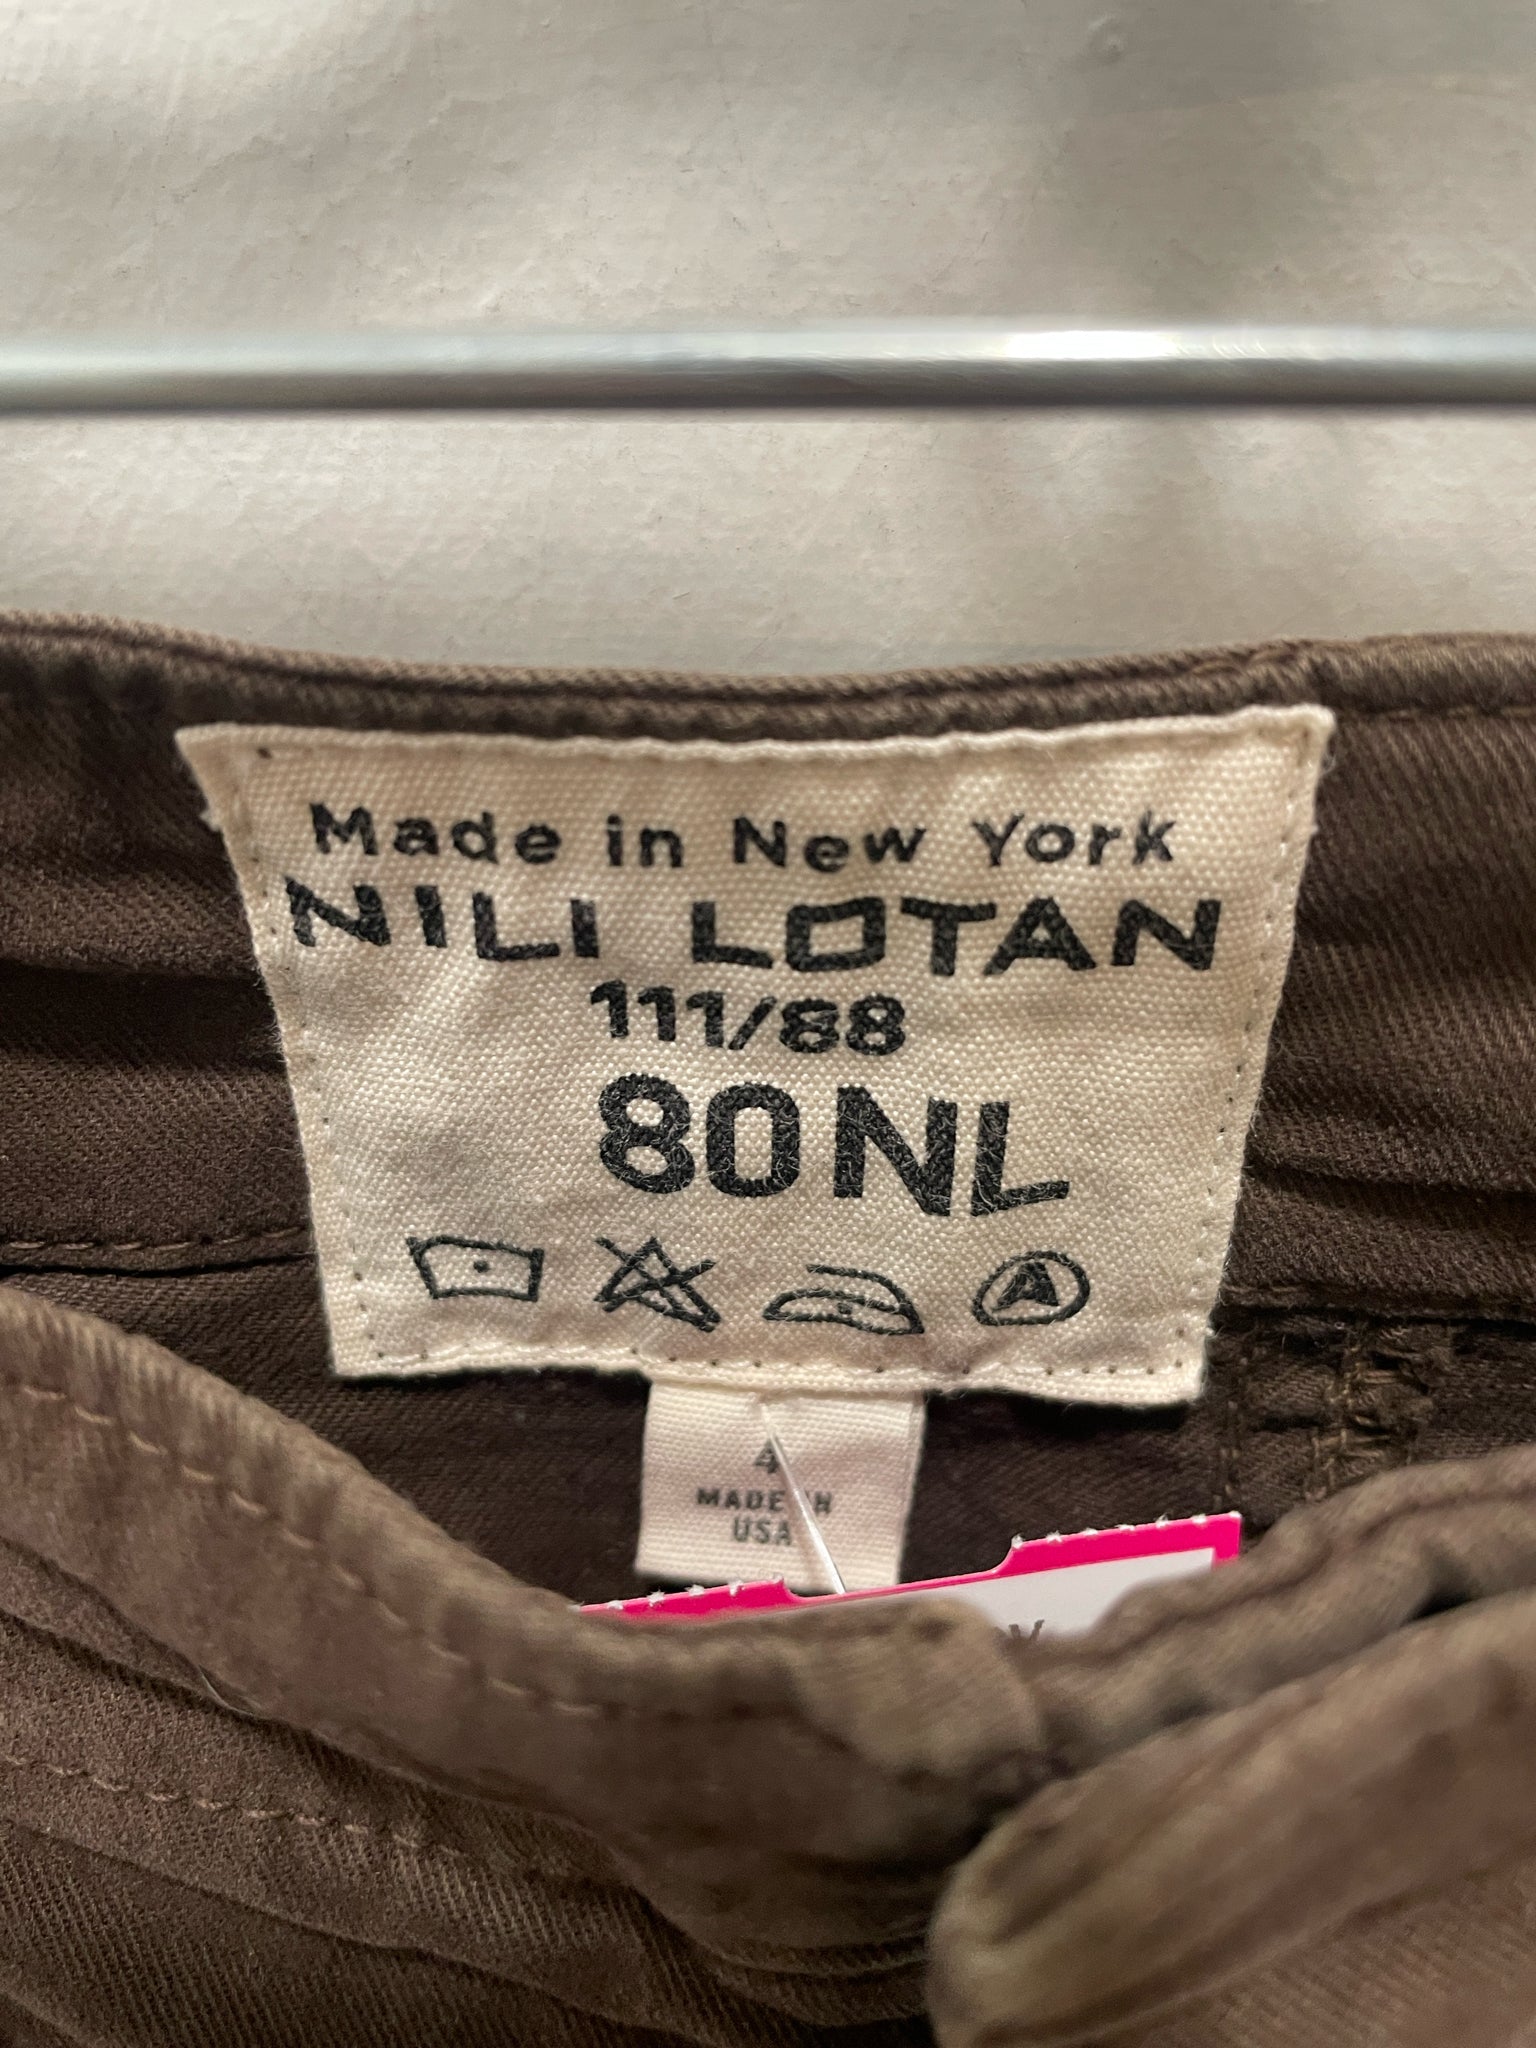 Made in New York
NILI LOTAN
111/88
80NL
A
4
MADE IN
USA